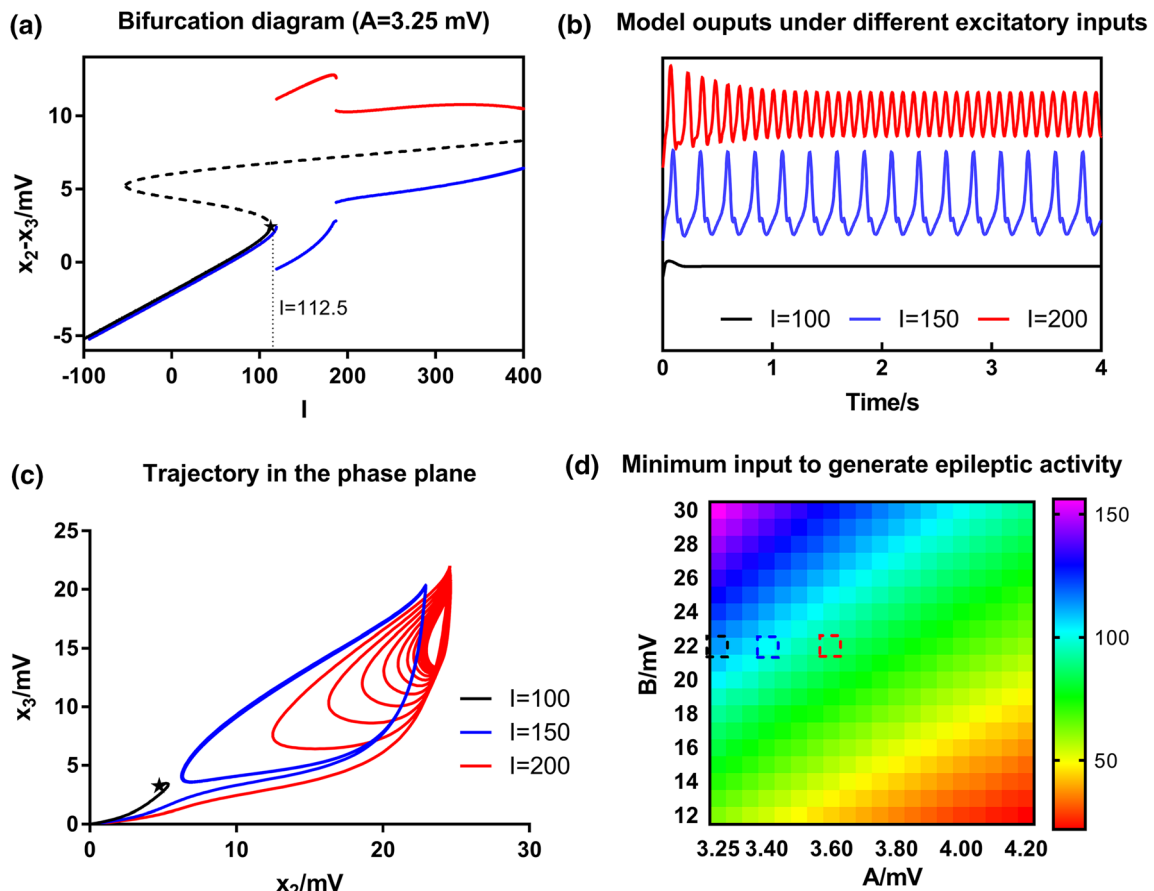 (a)
Bifurcation diagram (A=3.25 mV)
x2-x3/mV
10
5
0
-5
I=112.5
-100 0 100 200 300 400
I
(b)
Model ouputs under different excitatory inputs
I=100 I=150 I=200
0 1 2 3 4
Time/s
(c)
Trajectory in the phase plane
x3/mV
25
20
15
10
5
0
I=100
I=150
I=200
0 10 20 30
x2/mV
(d)
Minimum input to generate epileptic activity
B/mV
30
28
26
24
22
20
18
16
14
12
3.25 3.40 3.60 4.00 4.20
A/mV
150
100
50